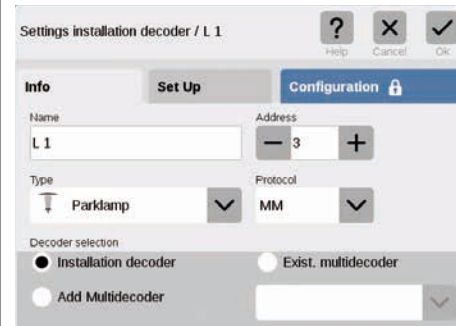 Settings installation decoder / L 1
Help Cancel Ok
Info Set Up Configuration
Name Address
L 1 3
Type Protocol
Parklamp MM
Decoder selection
Installation decoder Exist. multidecoder
Add Multidecoder